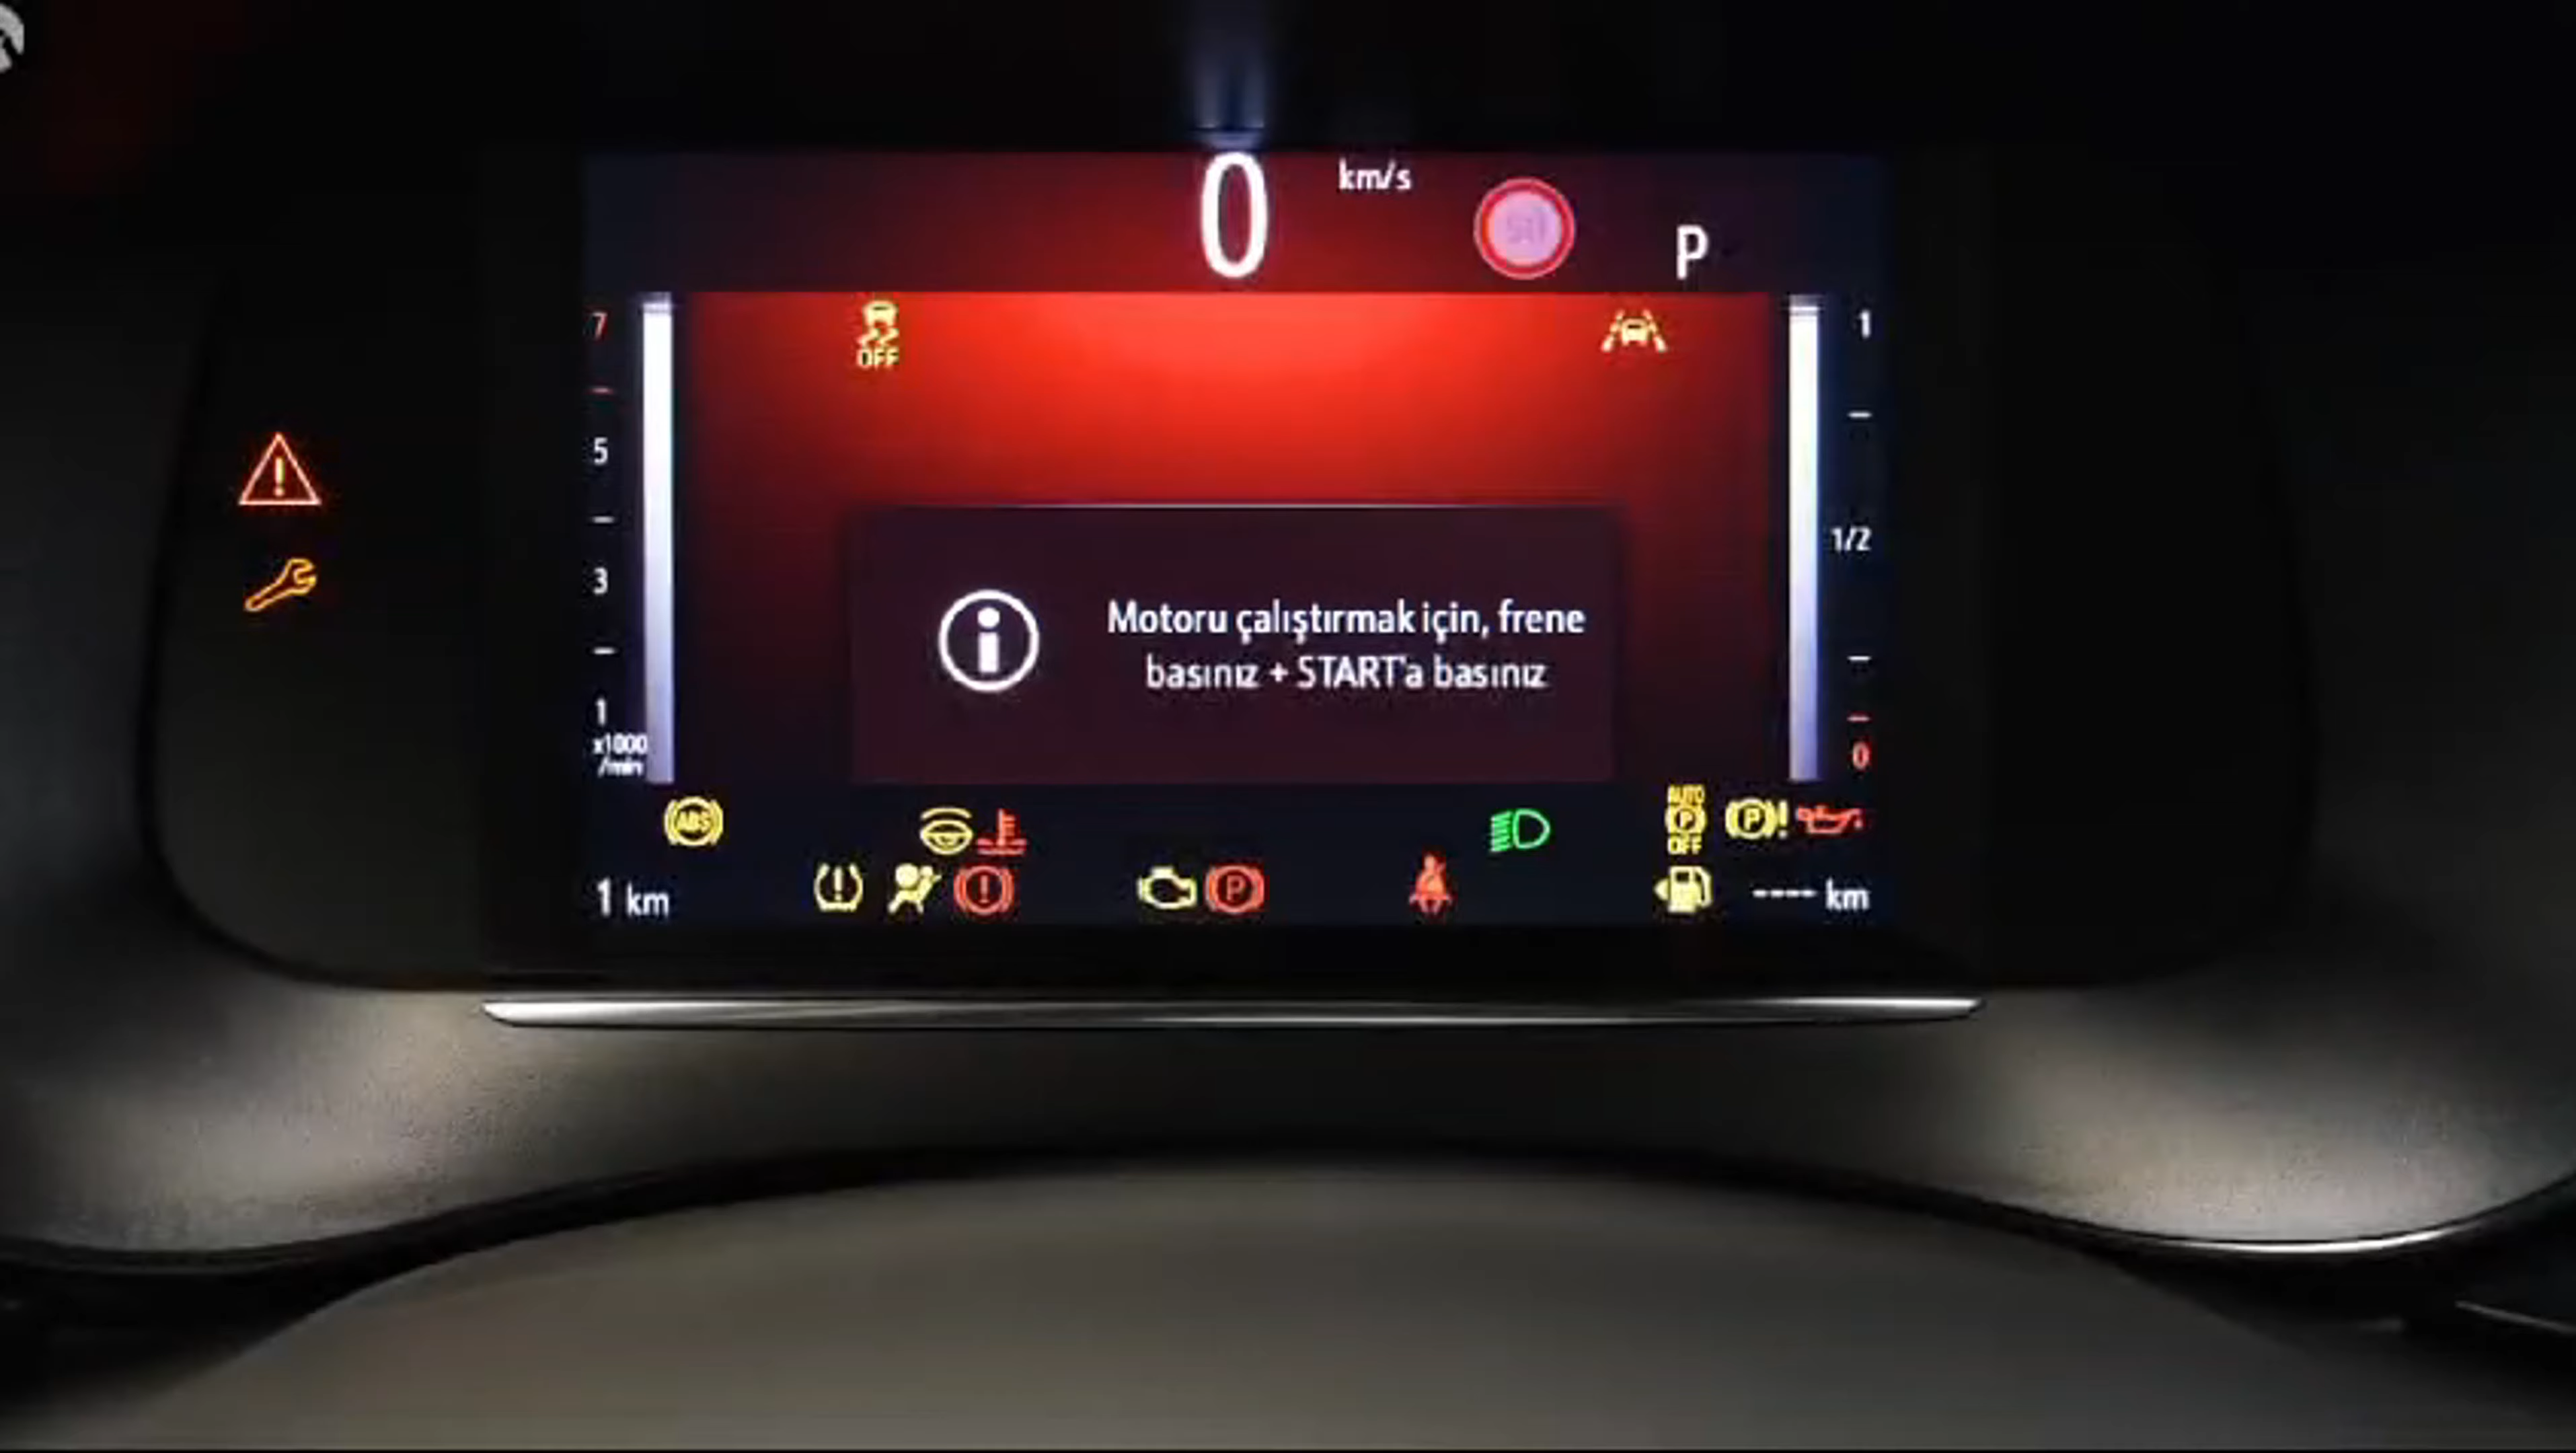 0
km/s
P
7
5
3
1
x1000
/min
OFF
1
1/2
0
Motoru çalıştırmak için, frene
basınız + START'a basınız
ABS
AUTO
P
OFF
P!
1 km
!
!
P
---- km